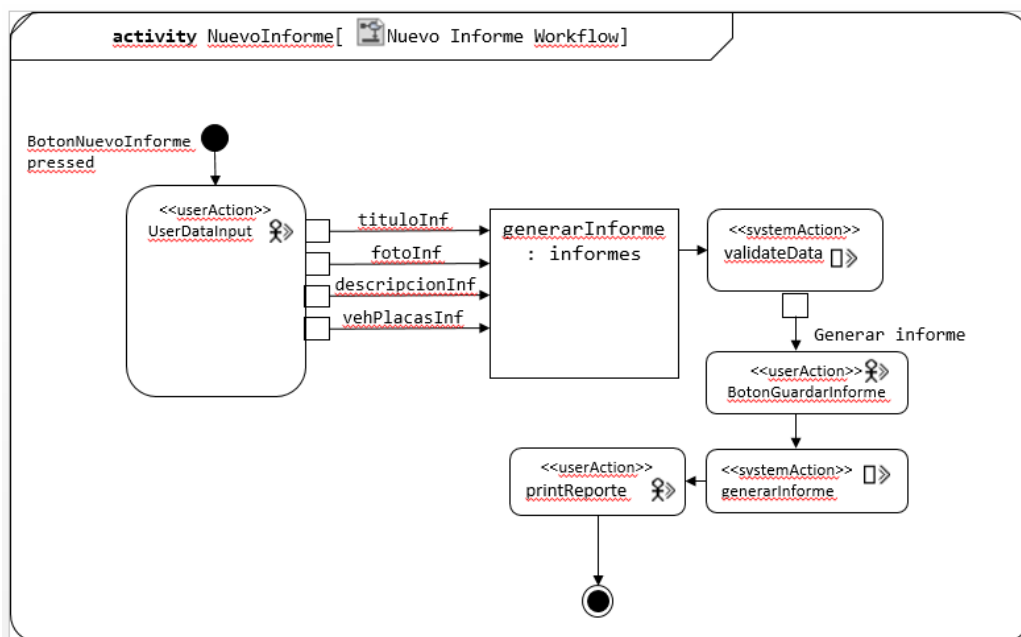 activity NuevoInforme[ Nuevo Informe Workflow]
BotonNuevoInforme
pressed
<<userAction>>
UserDataInput
tituloInf
fotoInf
descripcionInf
vehPlacasInf
generarInforme
: informes
<<systemAction>>
validateData
Generar informe
<<userAction>>
BotonGuardarInforme
<<systemAction>>
generarInforme
<<userAction>>
printReporte